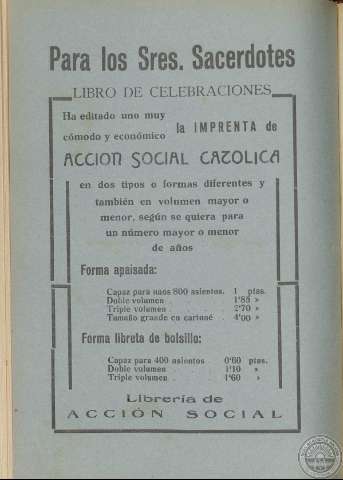 Para los Sres. Sacerdotes
LIBRO DE CELEBRACIONES
Ha editado uno muy
cómodo y económico la IMPRENTA de
ACCION SOCIAL CAZOLICA
en dos tipos o formas diferentes y
también en volumen mayor o
menor, según se quiera para
un número mayor o menor
de años
Forma apaisada:
Capaz para unos 800 asientos. 1 ptas.
Doble volumen . 1'85 »
Triple volumen . 2'70 »
Tamaño grande en cartoné . 4'00 »
Forma libreta de bolsillo:
Capaz para 400 asientos 0'60 ptas.
Doble volumen . 1'10 »
Triple volumen . 1'60 »
Librería de
ACCIÓN SOCIAL